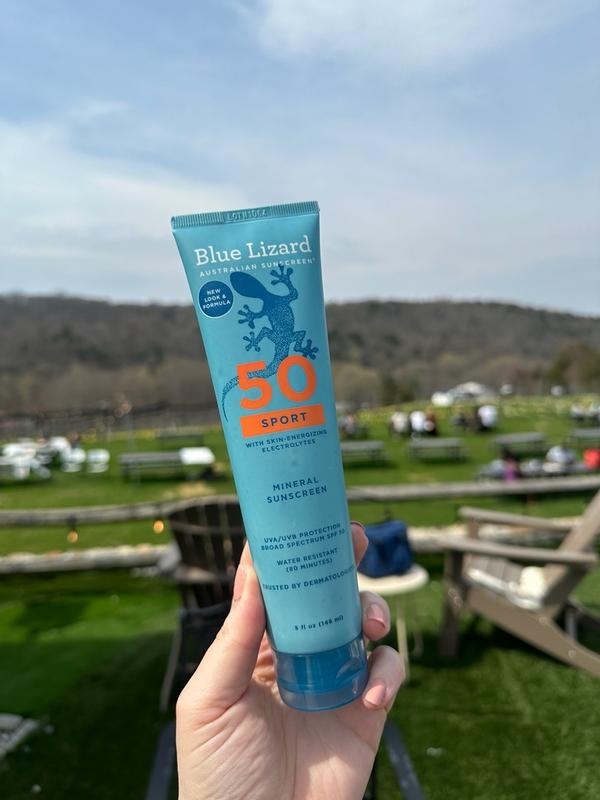 Blue Lizard
AUSTRALIAN SUNSCREEN®
NEW
LOOK &
FORMULA
50
SPORT
WITH SKIN-ENERGIZING
ELECTROLYTES
MINERAL
SUNSCREEN
UVA/UVB PROTECTION
BROAD SPECTRUM SPF 50
WATER RESISTANT
(80 MINUTES)
TRUSTED BY DERMATOLOGI
5 fl oz (148 ml)